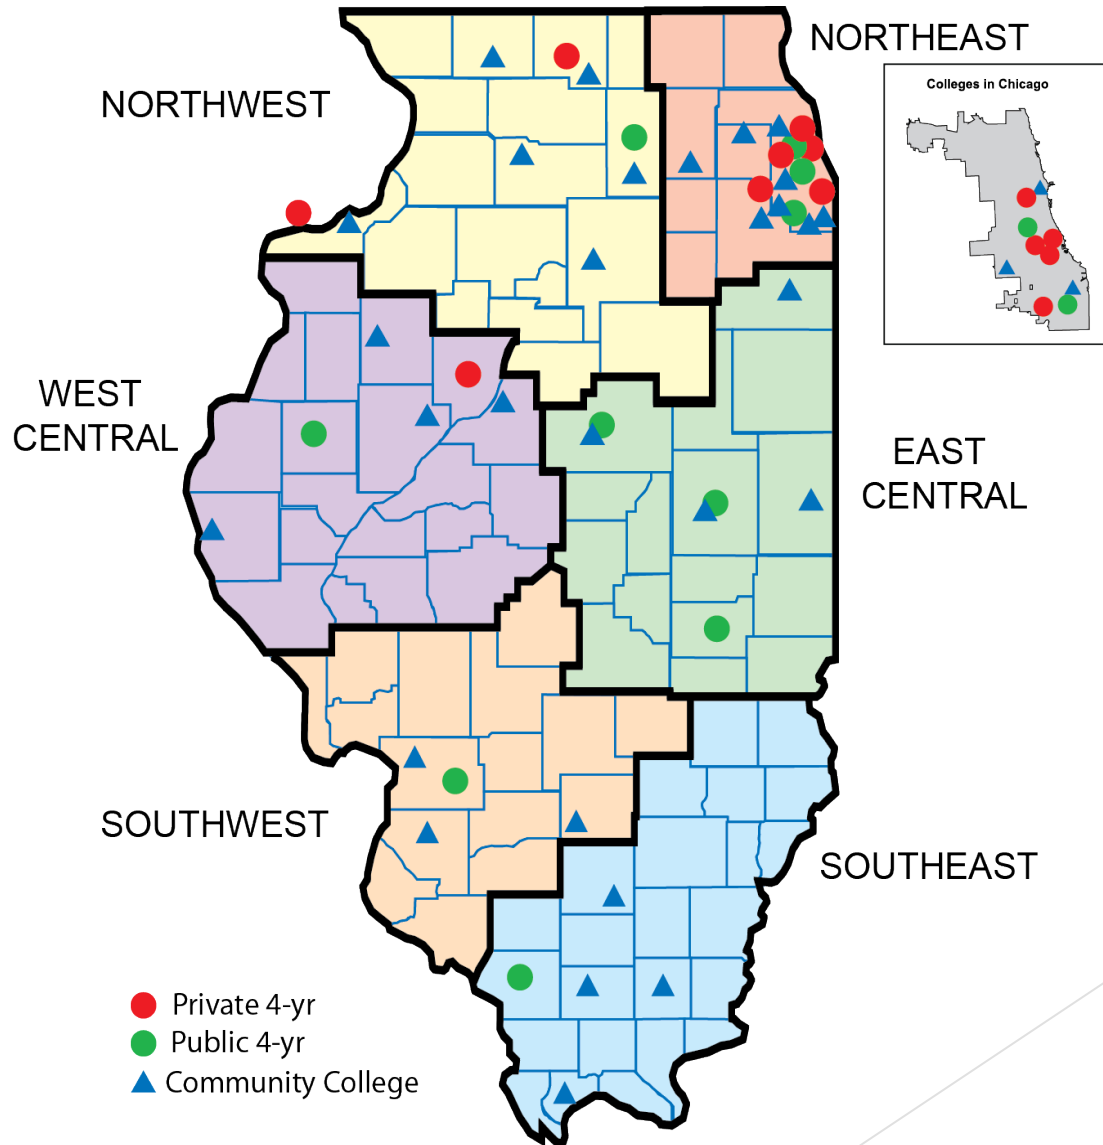 NORTHEAST
Colleges in Chicago
NORTHWEST
WEST
CENTRAL
EAST
CENTRAL
SOUTHWEST
SOUTHEAST
Private 4-yr
Public 4-yr
Community College